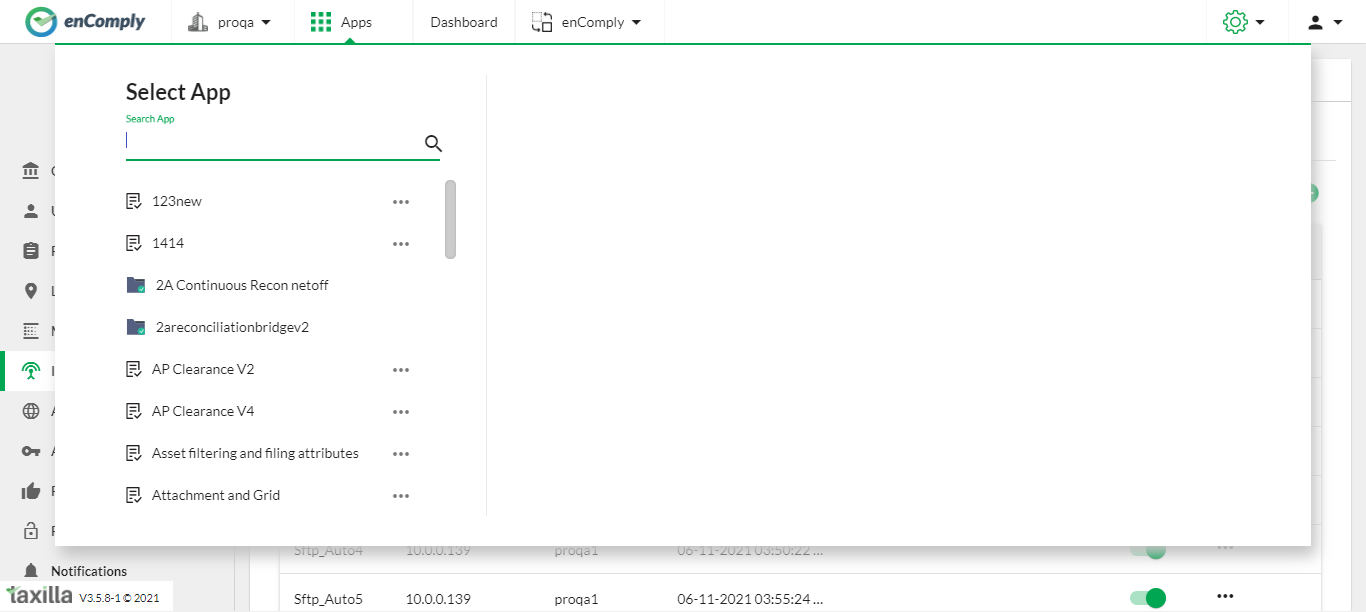 enComply
proqa
Apps
Dashboard
enComply
Select App
Search App
123new
1414
2A Continuous Recon netoff
2areconciliationbridgev2
AP Clearance V2
AP Clearance V4
Asset filtering and filing attributes
Attachment and Grid
Sftp_Auto4 10.0.0.139 proqa1 06-11-2021 03:50:22 ...
Notifications
taxilla V3.5.8-1 © 2021
Sftp_Auto5 10.0.0.139 proqa1 06-11-2021 03:55:24 ...